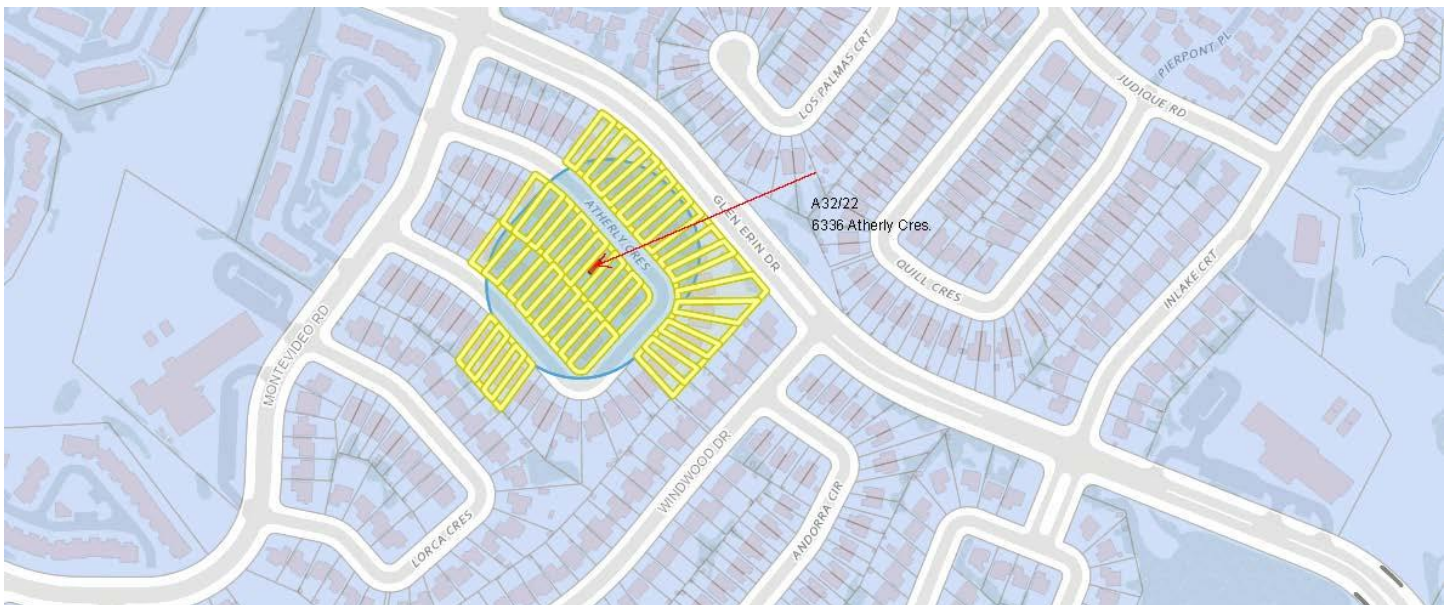 PIERPONT PL
LOS PALMAS CRT
JUDIQUE RD
A32/22
6336 Atherly Cres.
ATHERLY CRES
GLEN ERIN DR
QUILL CRES
INLAKE CRT
MONTEVIDEO RD
WINDWOOD DR
ANDORRA CIR
LORCA CRES